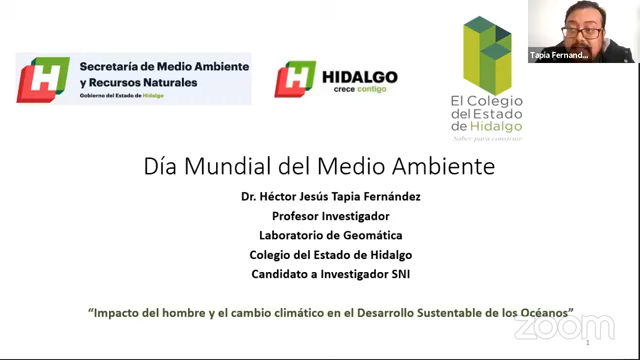 Secretaría de Medio Ambiente
y Recursos Naturales
Gobierno del Estado de Hidalgo
HIDALGO
crece contigo
El Colegio
del Estado
de Hidalgo
Saber para construir
Tapia Fernand...
Día Mundial del Medio Ambiente
Dr. Héctor Jesús Tapia Fernández
Profesor Investigador
Laboratorio de Geomática
Colegio del Estado de Hidalgo
Candidato a Investigador SNI
“Impacto del hombre y el cambio climático en el Desarrollo Sustentable de los Océanos”
zoom
1